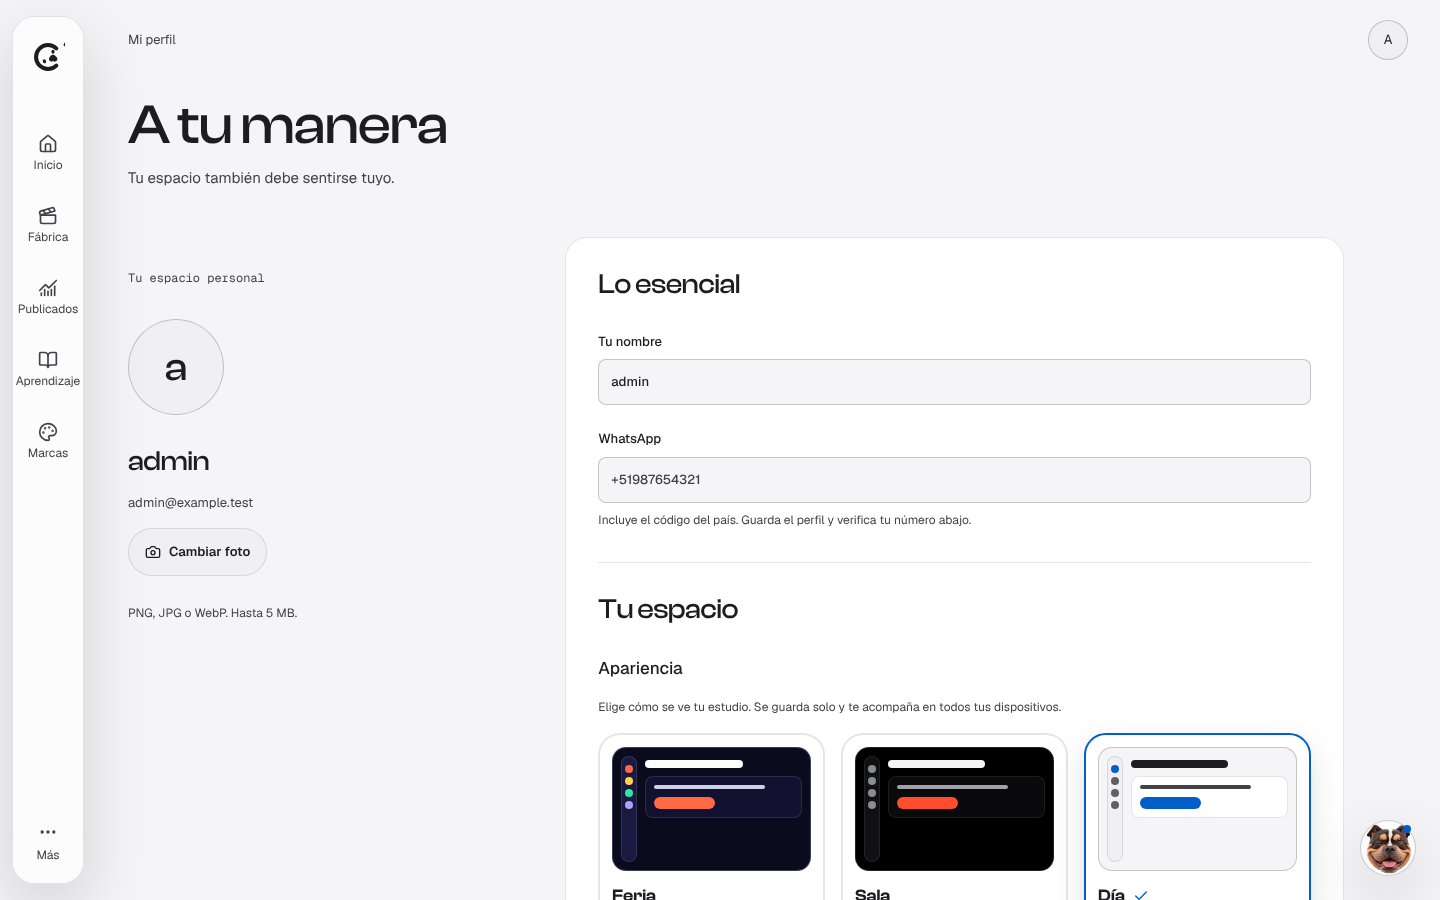 Mi perfil
A
Inicio
Fábrica
Publicados
Aprendizaje
Marcas
Más
A tu manera
Tu espacio también debe sentirse tuyo.
Tu espacio personal
a
admin
admin@example.test
Cambiar foto
PNG, JPG o WebP. Hasta 5 MB.
Lo esencial
Tu nombre
admin
WhatsApp
+51987654321
Incluye el código del país. Guarda el perfil y verifica tu número abajo.
Tu espacio
Apariencia
Elige cómo se ve tu estudio. Se guarda solo y te acompaña en todos tus dispositivos.
Feria
Sala
Día